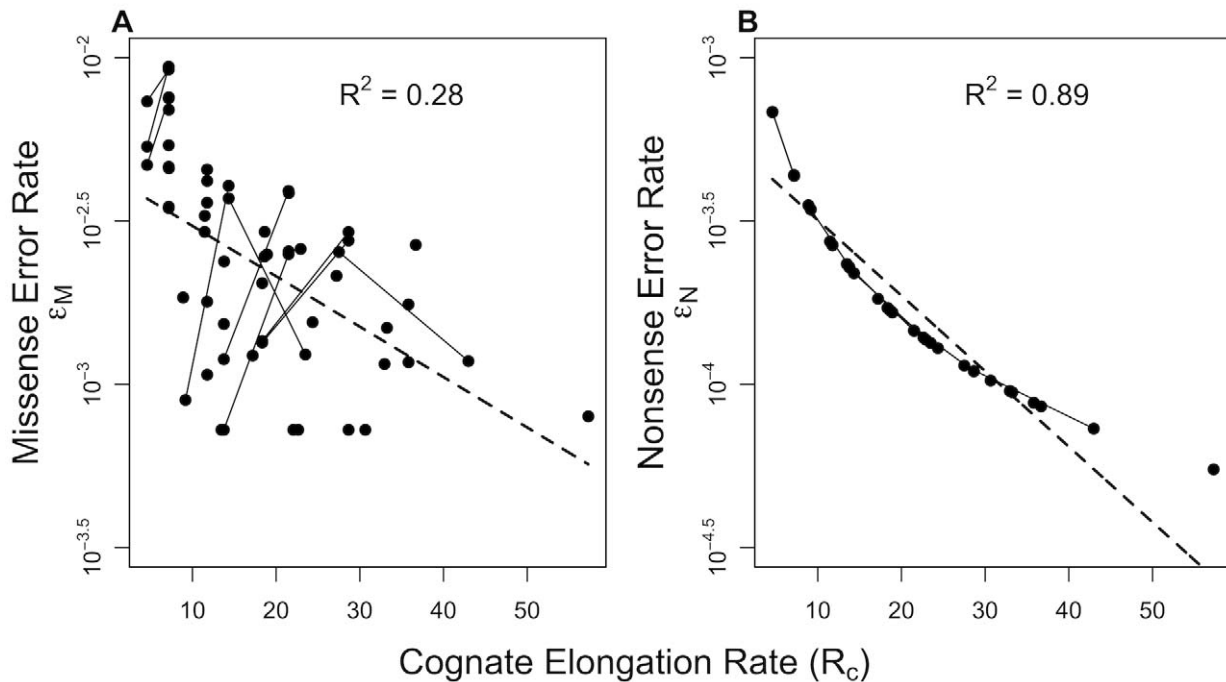 A
B
R² = 0.28
R² = 0.89
Missense Error Rate
ε_M
10⁻²
10⁻²·⁵
10⁻³
10⁻³·⁵
Nonsense Error Rate
ε_N
10⁻³
10⁻³·⁵
10⁻⁴
10⁻⁴·⁵
10 20 30 40 50
10 20 30 40 50
Cognate Elongation Rate (R_c)